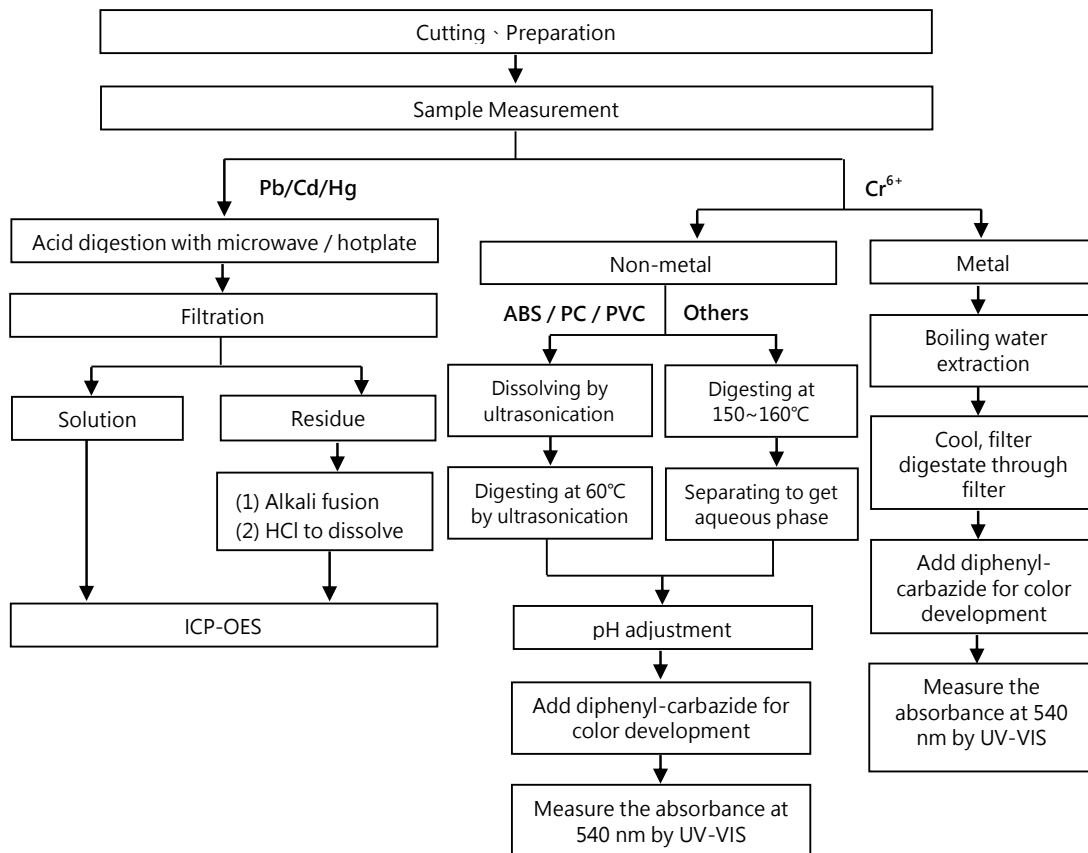 Cutting、Preparation
Sample Measurement
Pb/Cd/Hg
Cr⁶⁺
Acid digestion with microwave / hotplate
Filtration
Solution
Residue
(1) Alkali fusion
(2) HCl to dissolve
ICP-OES
Non-metal
ABS / PC / PVC
Others
Dissolving by
ultrasonication
Digesting at 60℃
by ultrasonication
Digesting at
150~160℃
Separating to get
aqueous phase
pH adjustment
Add diphenyl-carbazide for
color development
Measure the absorbance at
540 nm by UV-VIS
Metal
Boiling water
extraction
Cool, filter
digestate through
filter
Add diphenyl-
carbazide for color
development
Measure the
absorbance at 540
nm by UV-VIS